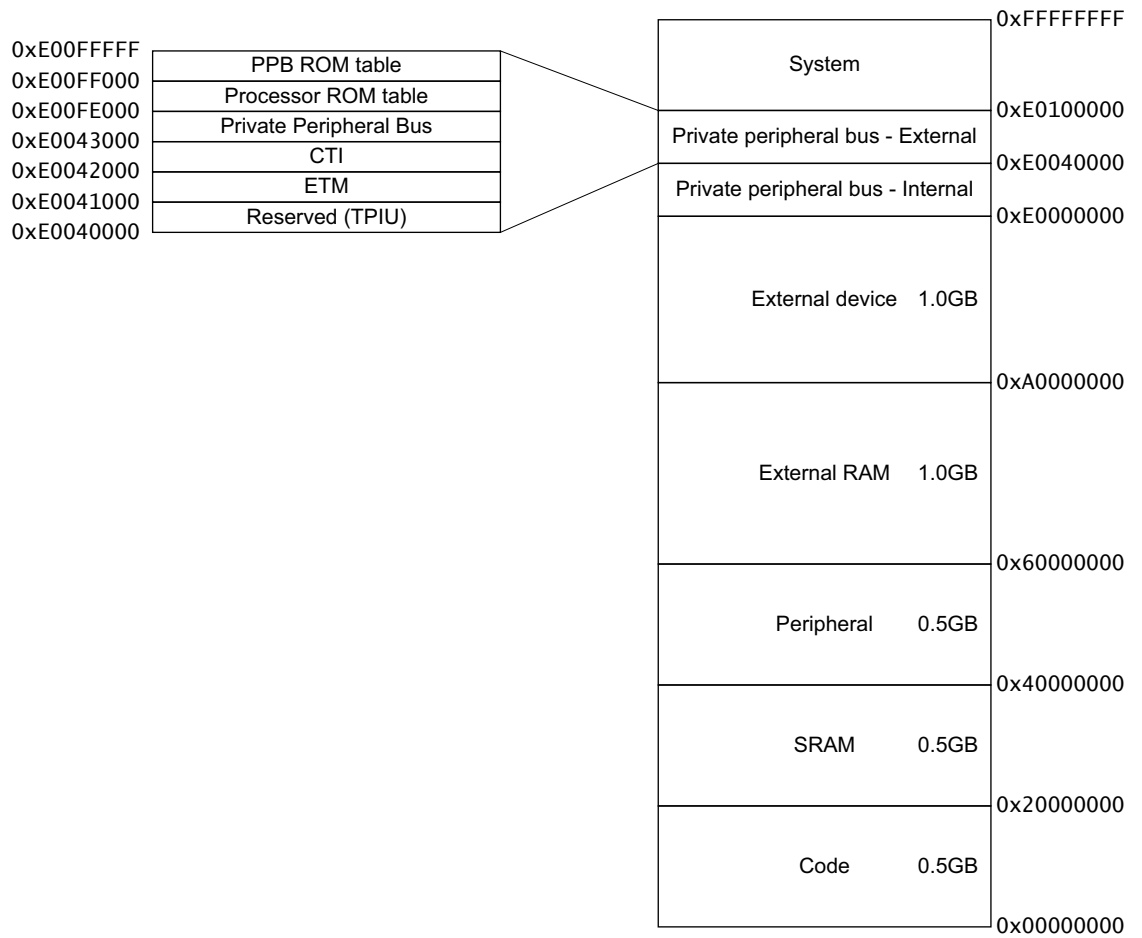 0xE00FFFFF
PPB ROM table
0xE00FF000
Processor ROM table
0xE00FE000
Private Peripheral Bus
0xE0043000
CTI
0xE0042000
ETM
0xE0041000
Reserved (TPIU)
0xE0040000
0xFFFFFFFF
System
0xE0100000
Private peripheral bus - External
0xE0040000
Private peripheral bus - Internal
0xE0000000
External device 1.0GB
0xA0000000
External RAM 1.0GB
0x60000000
Peripheral 0.5GB
0x40000000
SRAM 0.5GB
0x20000000
Code 0.5GB
0x00000000